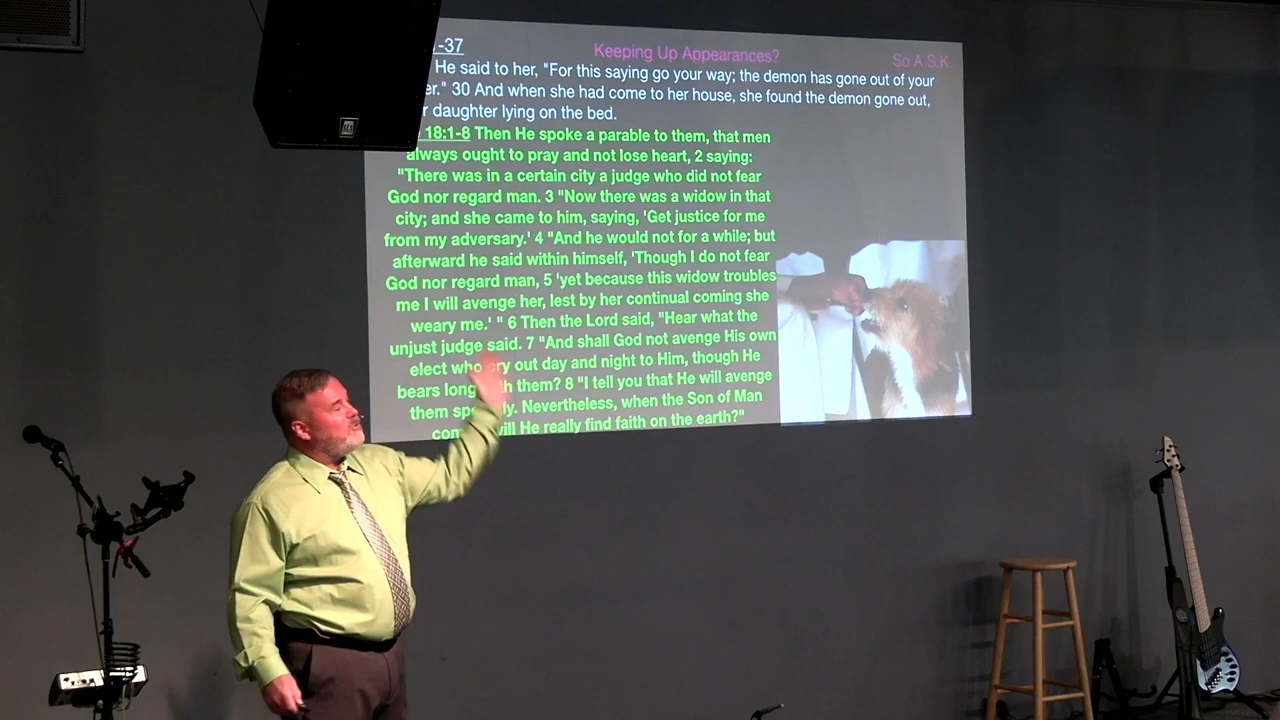 -37 Keeping Up Appearances? So A.S.K.
He said to her, "For this saying go your way; the demon has gone out of your
er." 30 And when she had come to her house, she found the demon gone out,
r daughter lying on the bed.
18:1-8 Then He spoke a parable to them, that men
always ought to pray and not lose heart, 2 saying:
"There was in a certain city a judge who did not fear
God nor regard man. 3 "Now there was a widow in that
city; and she came to him, saying, 'Get justice for me
from my adversary.' 4 "And he would not for a while; but
afterward he said within himself, 'Though I do not fear
God nor regard man, 5 'yet because this widow troubles
me I will avenge her, lest by her continual coming she
weary me.' " 6 Then the Lord said, "Hear what the
unjust judge said. 7 "And shall God not avenge His own
elect who cry out day and night to Him, though He
bears long th them? 8 "I tell you that He will avenge
them sp ly. Nevertheless, when the Son of Man
com will He really find faith on the earth?"